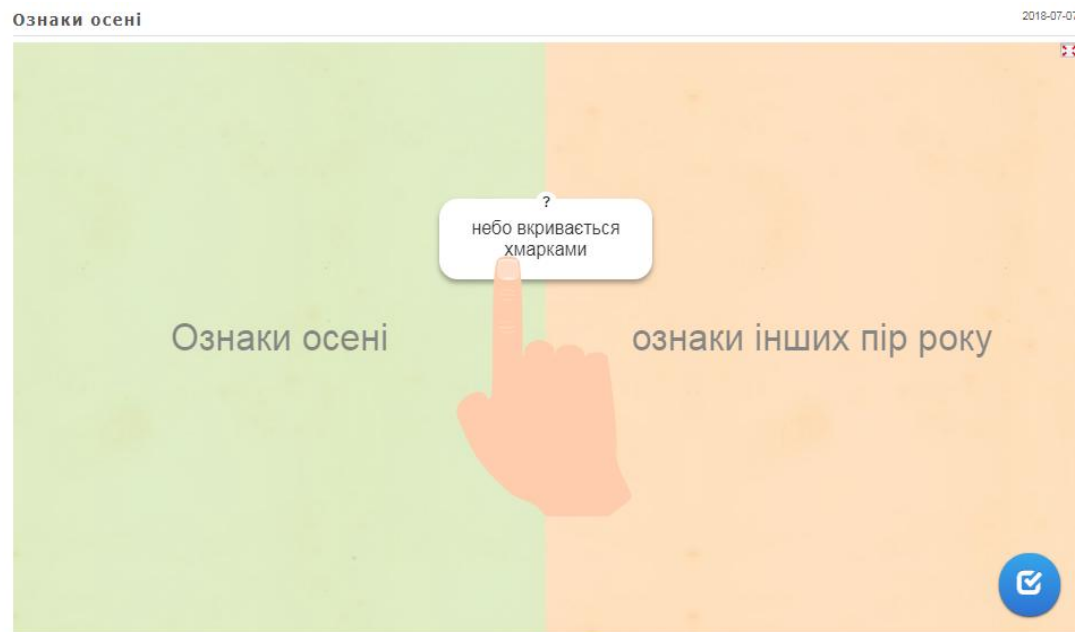 Ознаки осені
2018-07-07
?
небо вкривається
хмарками
Ознаки осені
ознаки інших пір року